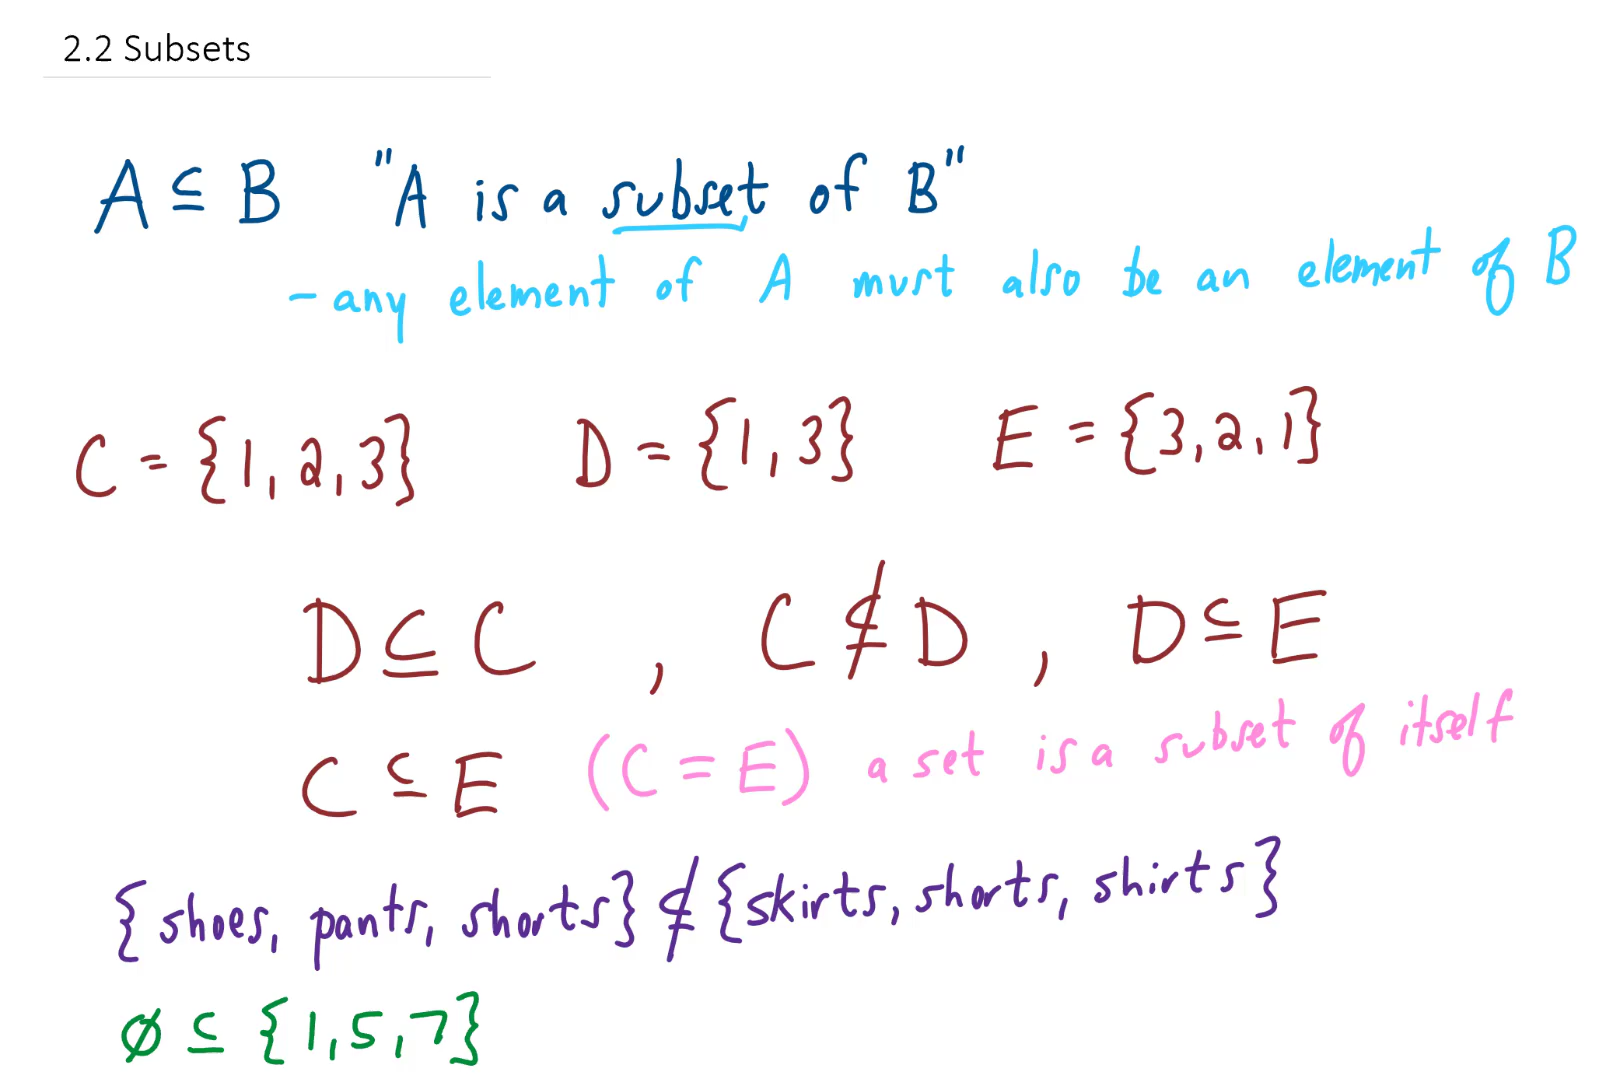 2.2 Subsets
A ⊆ B "A is a subset of B"
- any element of A must also be an element of B
C = {1, 2, 3} D = {1, 3} E = {3, 2, 1}
D ⊆ C , C ⊈ D , D ⊆ E
C ⊆ E (C = E) a set is a subset of itself
{shoes, pants, shorts} ⊈ {skirts, shorts, shirts}
∅ ⊆ {1, 5, 7}